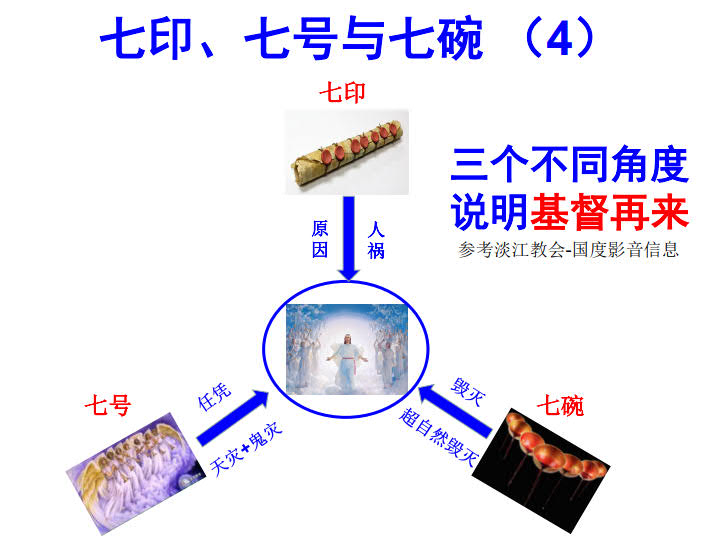 七印、七号与七碗 （4）
七印
三个不同角度
说明基督再来
参考淡江教会-国度影音信息
原因
人祸
七号
任凭
天灾+鬼灾
毁灭
超自然毁灭
七碗